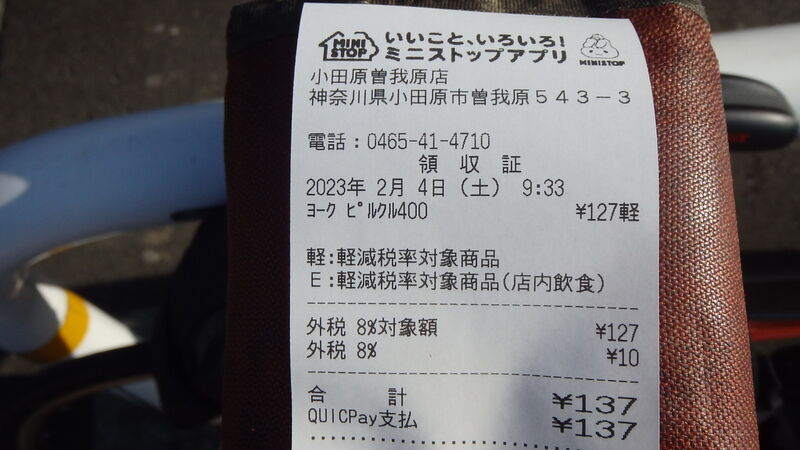 MINI STOP いいこと、いろいろ!
ミニストップアプリ MINISTOP
小田原曽我原店
神奈川県小田原市曽我原543-3
電話:0465-41-4710
領 収 証
2023年 2月 4日(土) 9:33
ﾖｰｸ ﾋﾟﾙｸﾙ400 ¥127軽
軽:軽減税率対象商品
E:軽減税率対象商品(店内飲食)
外税 8%対象額 ¥127
外税 8% ¥10
合 計 ¥137
QUICPay支払 ¥137